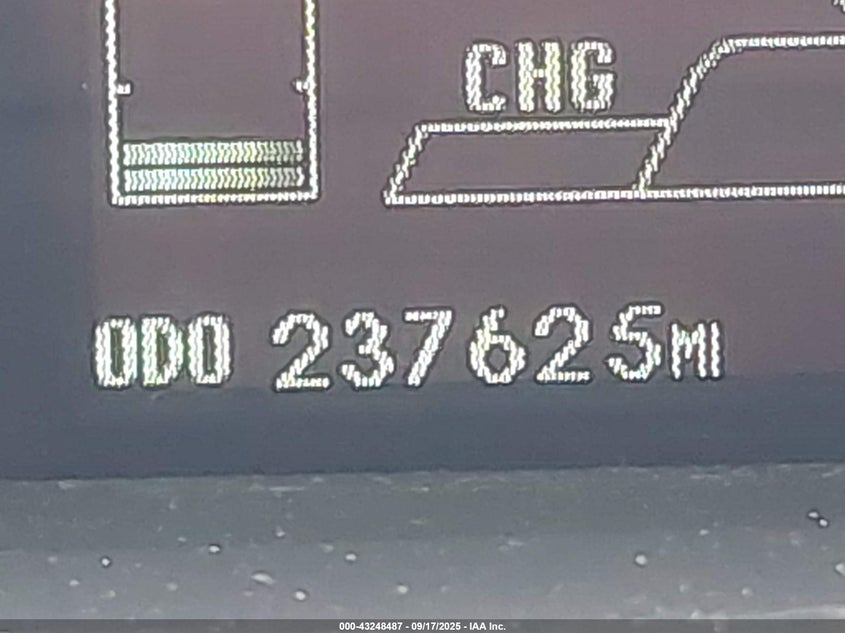 CHG
ODO 237625MI
000-43248487 - 09/17/2025 - IAA Inc.